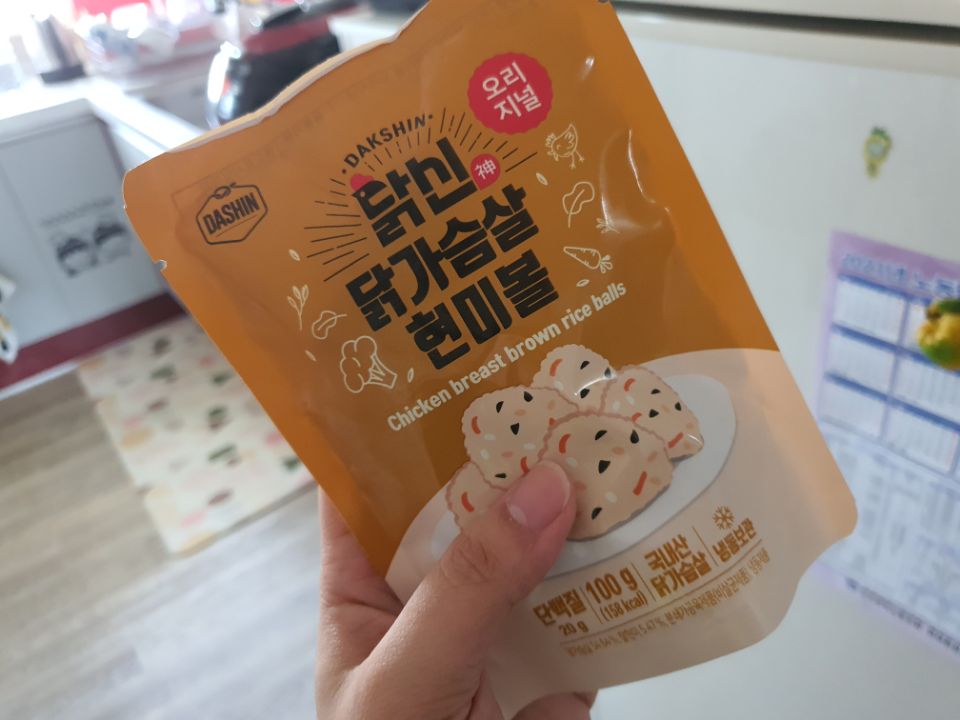 오리
지널
DASHIN
·DAKSHIN·
닭신
神
닭가슴살
현미볼
Chicken breast brown rice balls
단백질
20 g
100 g
(158 kcal)
국내산
닭가슴살
냉동보관